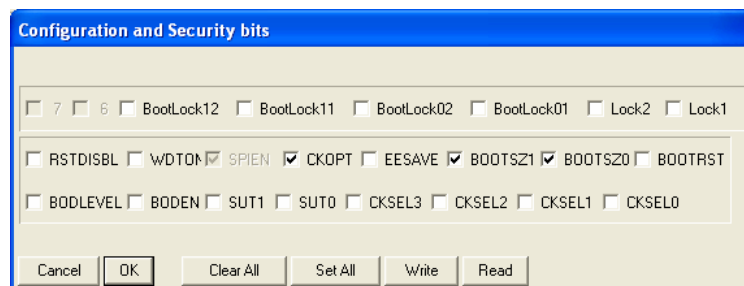 Configuration and Security bits
7 6 BootLock12 BootLock11 BootLock02 BootLock01 Lock2 Lock1
RSTDISBL WDTON SPIEN CKOPT EESAVE BOOTSZ1 BOOTSZ0 BOOTRST
BODLEVEL BODEN SUT1 SUT0 CKSEL3 CKSEL2 CKSEL1 CKSEL0
Cancel OK Clear All Set All Write Read